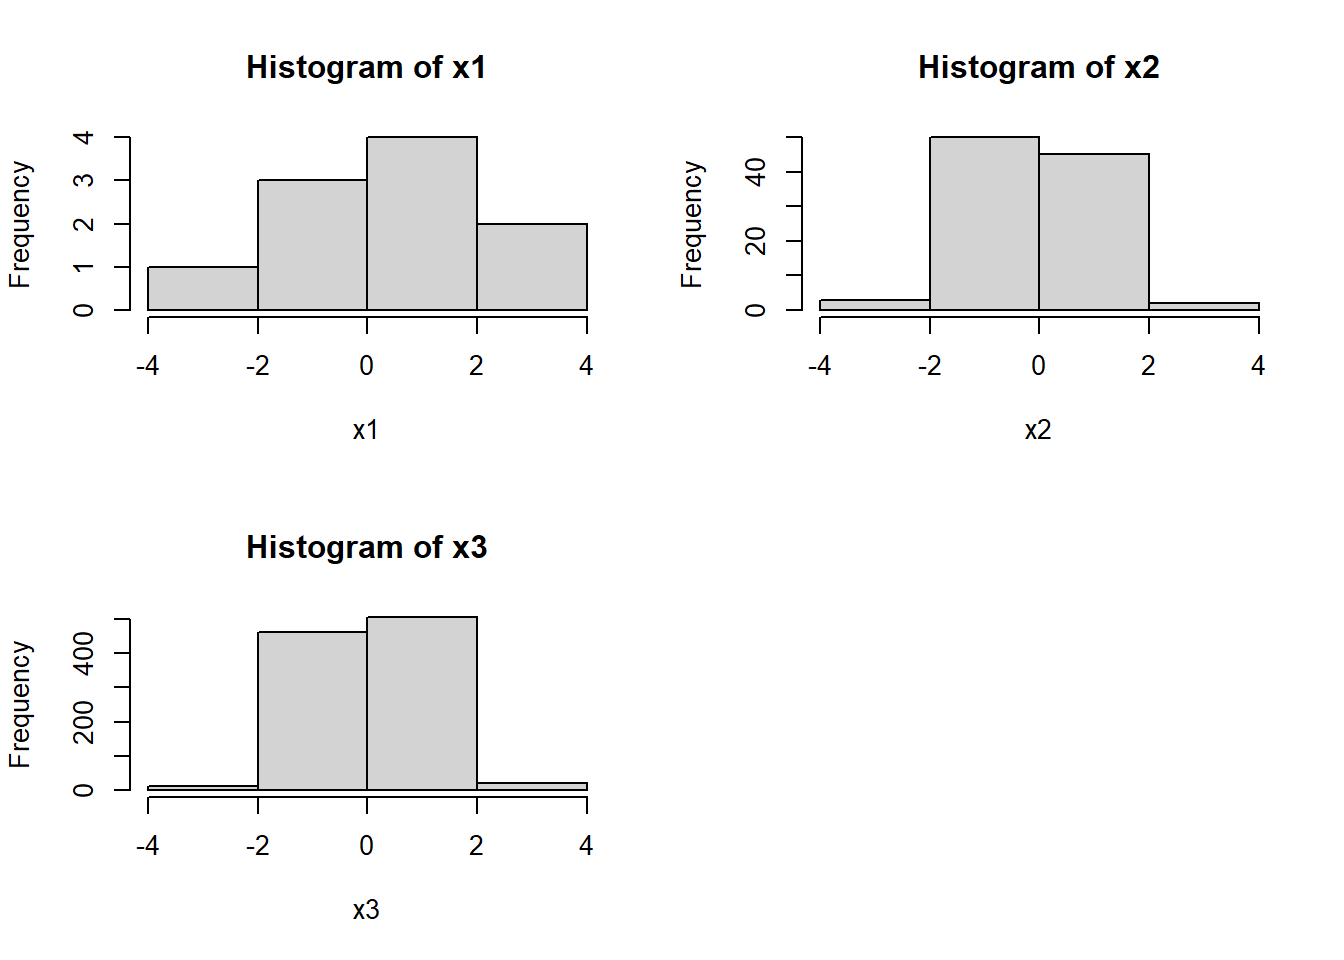 Histogram of x1
Frequency
4
3
2
1
0
-4 -2 0 2 4
x1
Histogram of x2
Frequency
40
20
0
-4 -2 0 2 4
x2
Histogram of x3
Frequency
400
200
0
-4 -2 0 2 4
x3